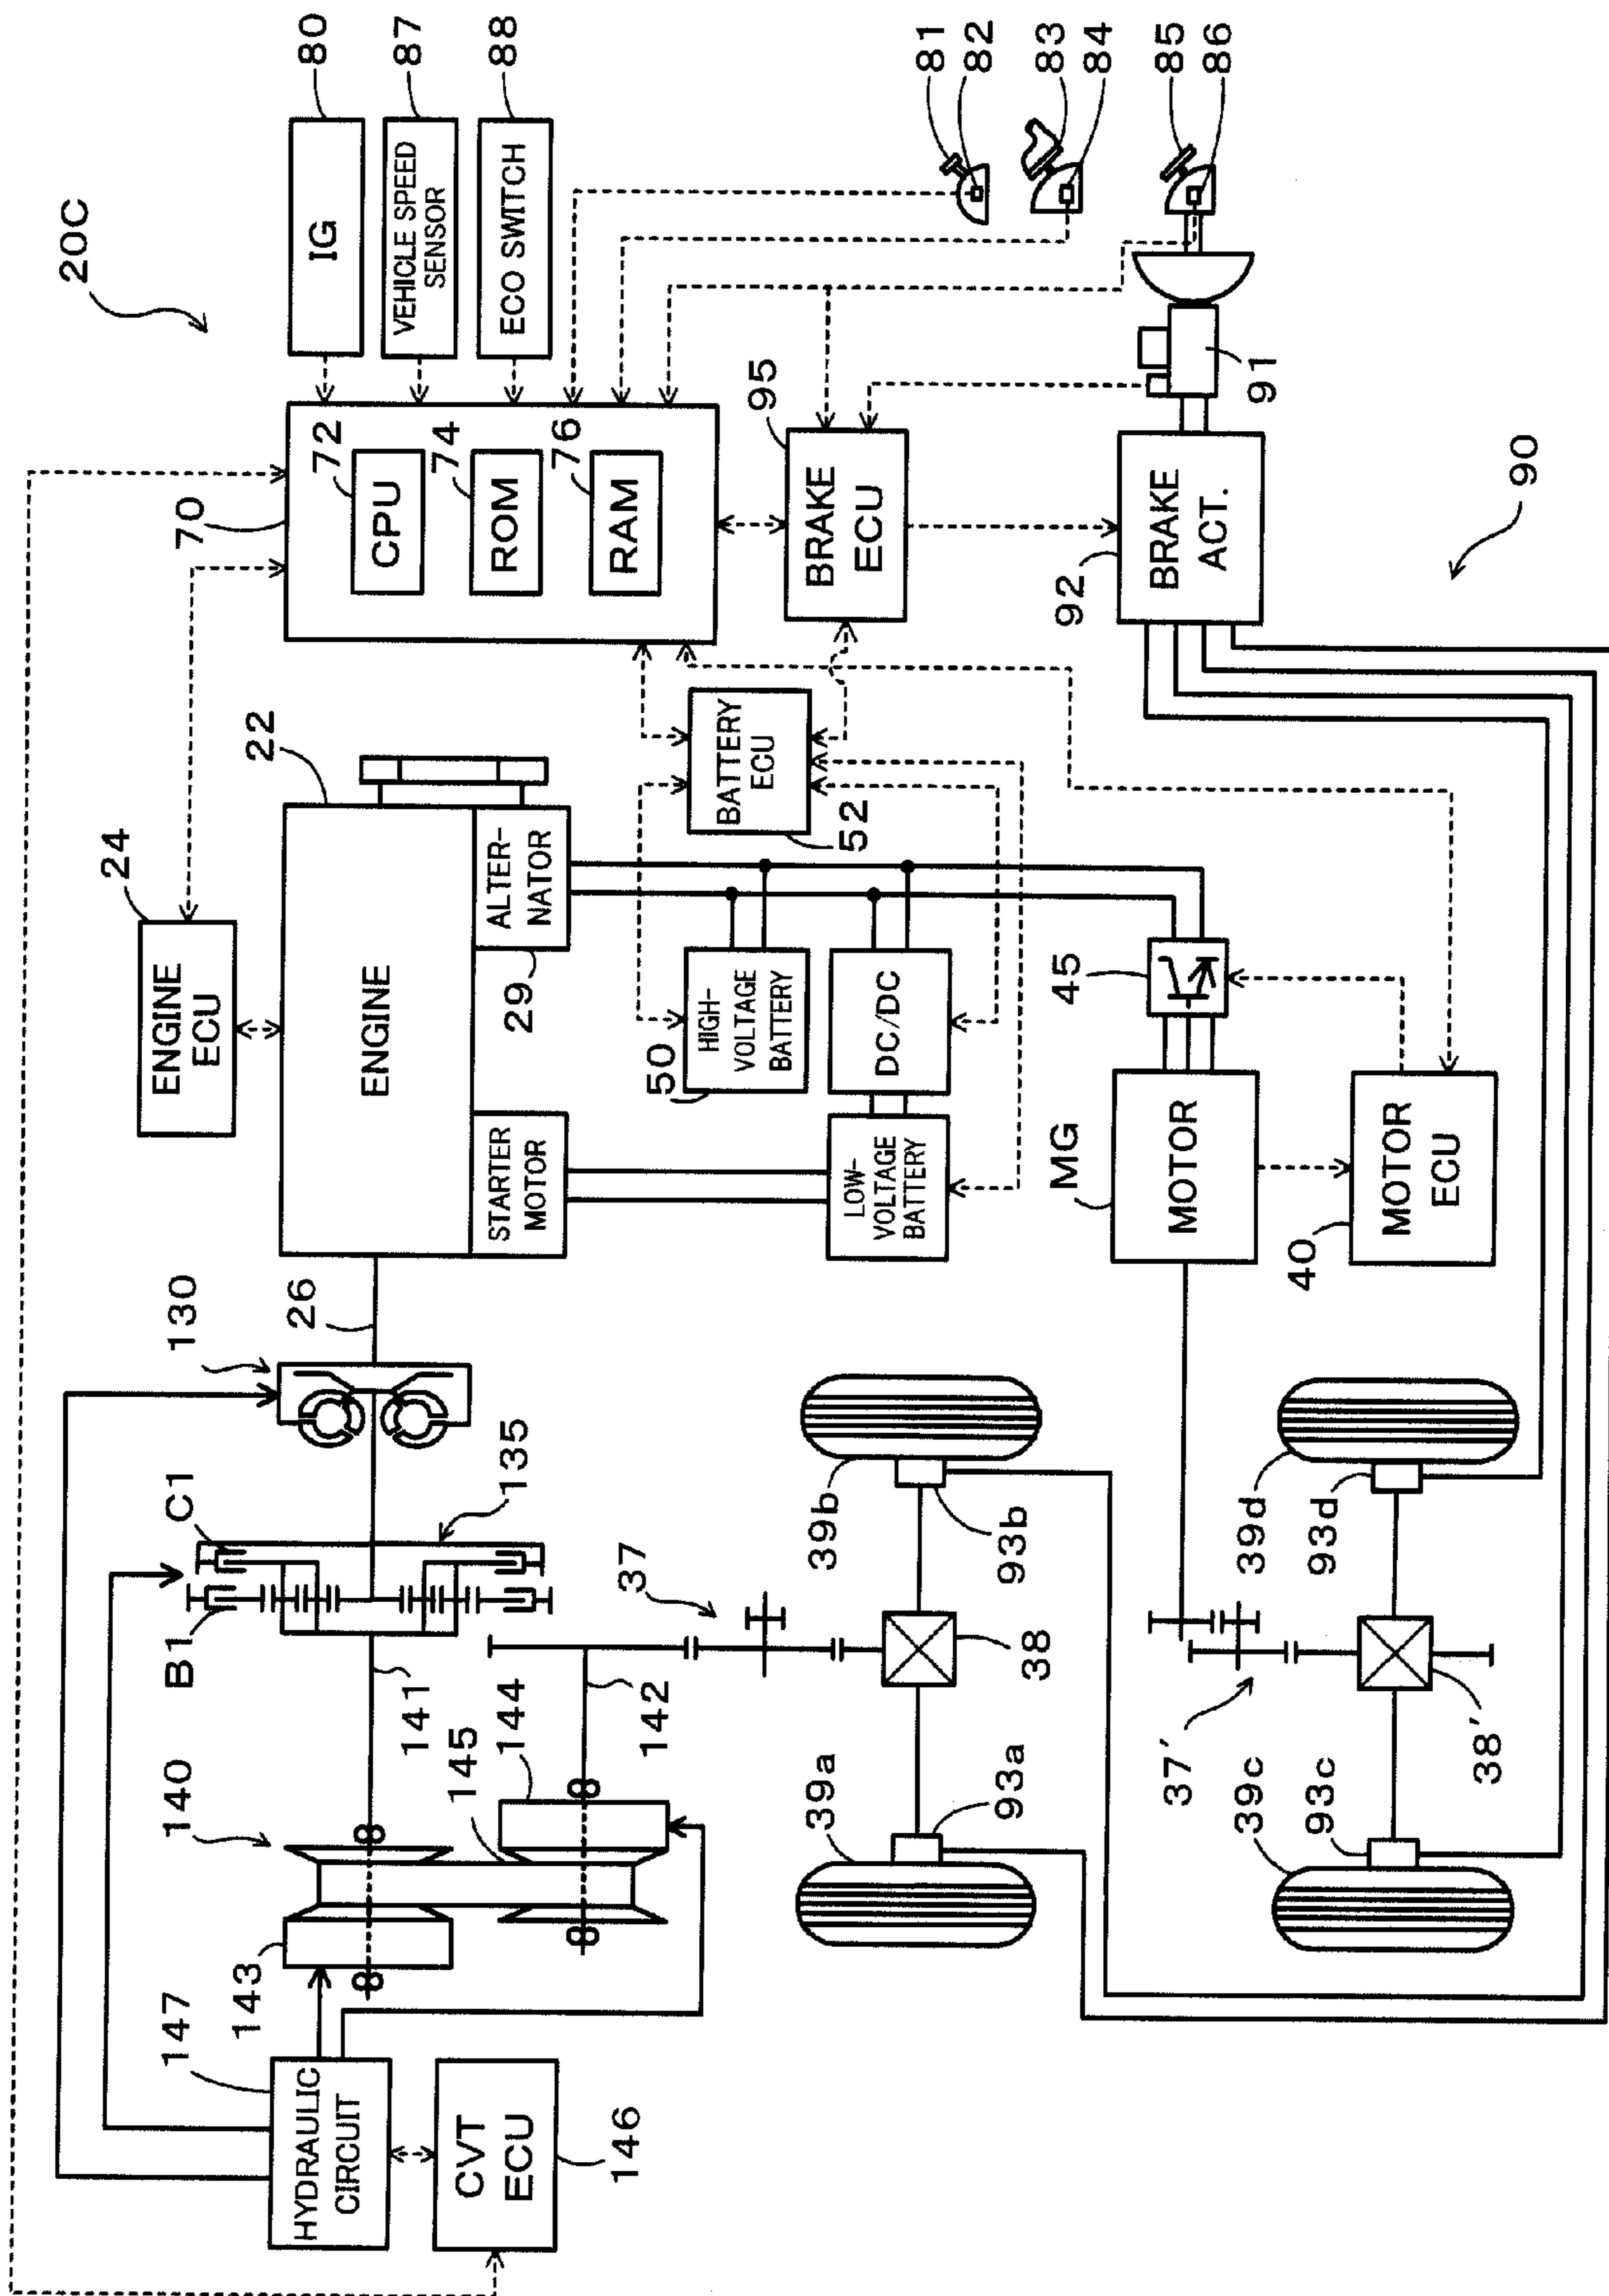 20C
80
IG
87
VEHICLE SPEED
SENSOR
88
ECO SWITCH
81
82
83
84
85
86
70
72
CPU
74
ROM
76
RAM
95
BRAKE
ECU
91
92
BRAKE
ACT.
90
24
ENGINE
ECU
22
ENGINE
ALTER-
NATOR
29
STARTER
MOTOR
BATTERY
ECU
52
50
HIGH-
VOLTAGE
BATTERY
DC/DC
LOW-
VOLTAGE
BATTERY
45
MG
MOTOR
40
MOTOR
ECU
130
26
C1
B1
135
141
140
145
144
142
143
147
HYDRAULIC
CIRCUIT
CVT
ECU
146
37
39b
93b
38
39a
93a
39d
93d
37'
38'
39c
93c